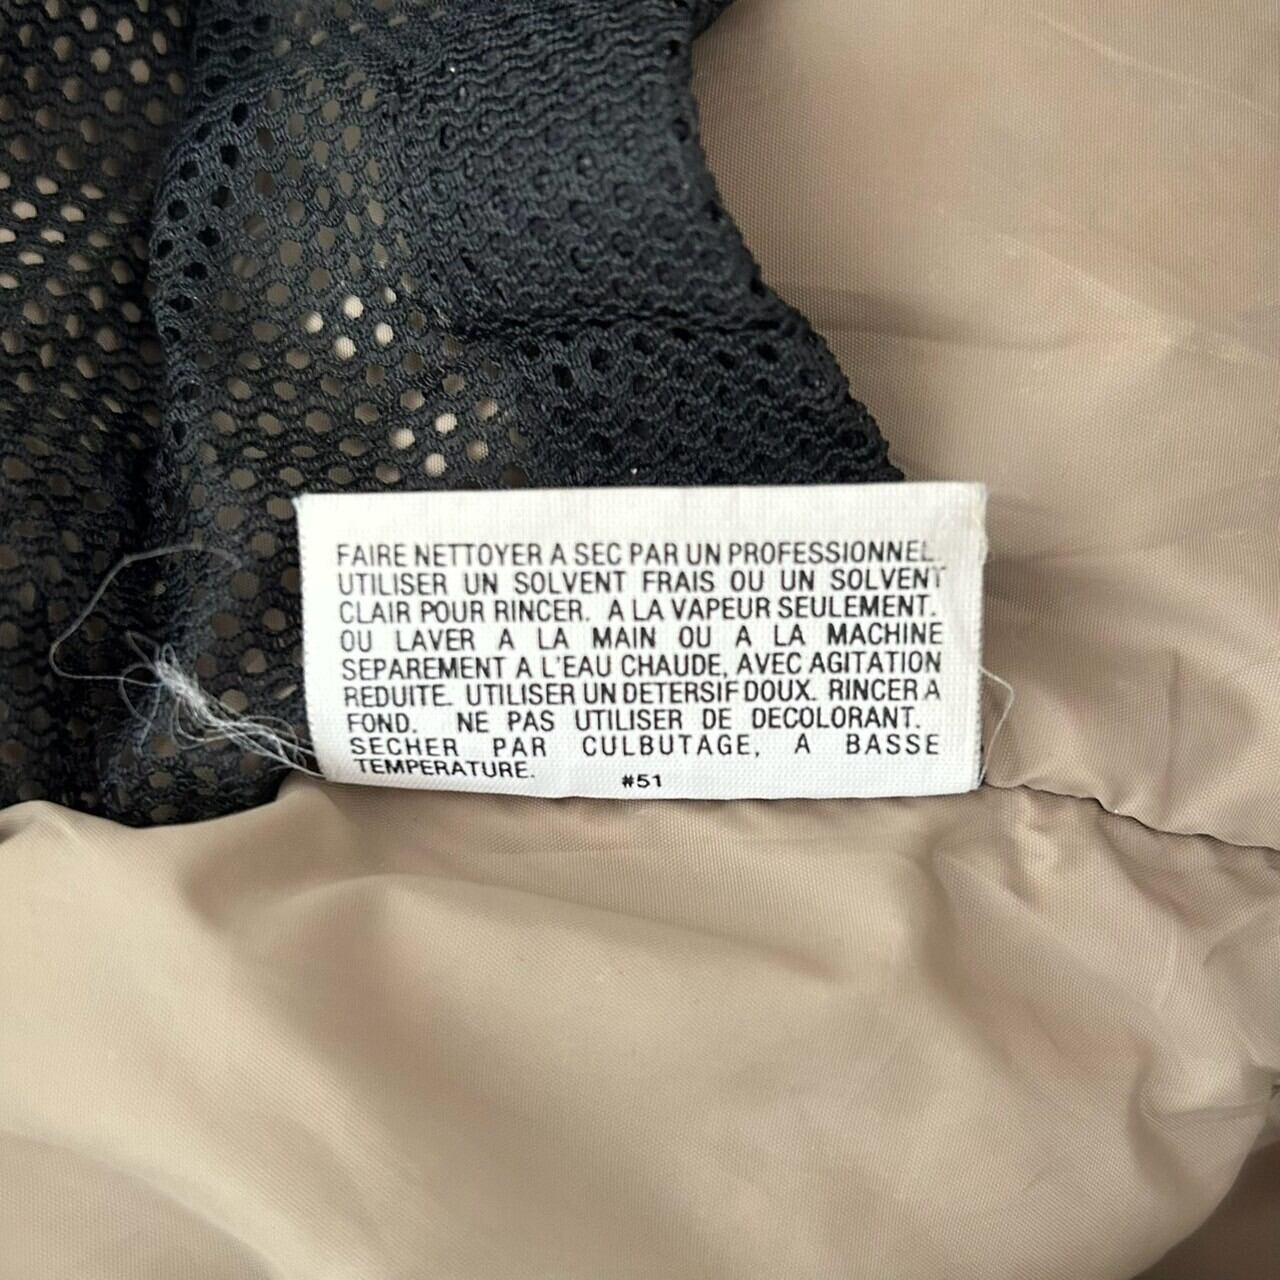 FAIRE NETTOYER A SEC PAR UN PROFESSIONNEL.
UTILISER UN SOLVENT FRAIS OU UN SOLVENT
CLAIR POUR RINCER. A LA VAPEUR SEULEMENT.
OU LAVER A LA MAIN OU A LA MACHINE
SEPAREMENT A L'EAU CHAUDE, AVEC AGITATION
REDUITE. UTILISER UN DETERSIF DOUX. RINCER A
FOND. NE PAS UTILISER DE DECOLORANT.
SECHER PAR CULBUTAGE, A BASSE
TEMPERATURE.
#51